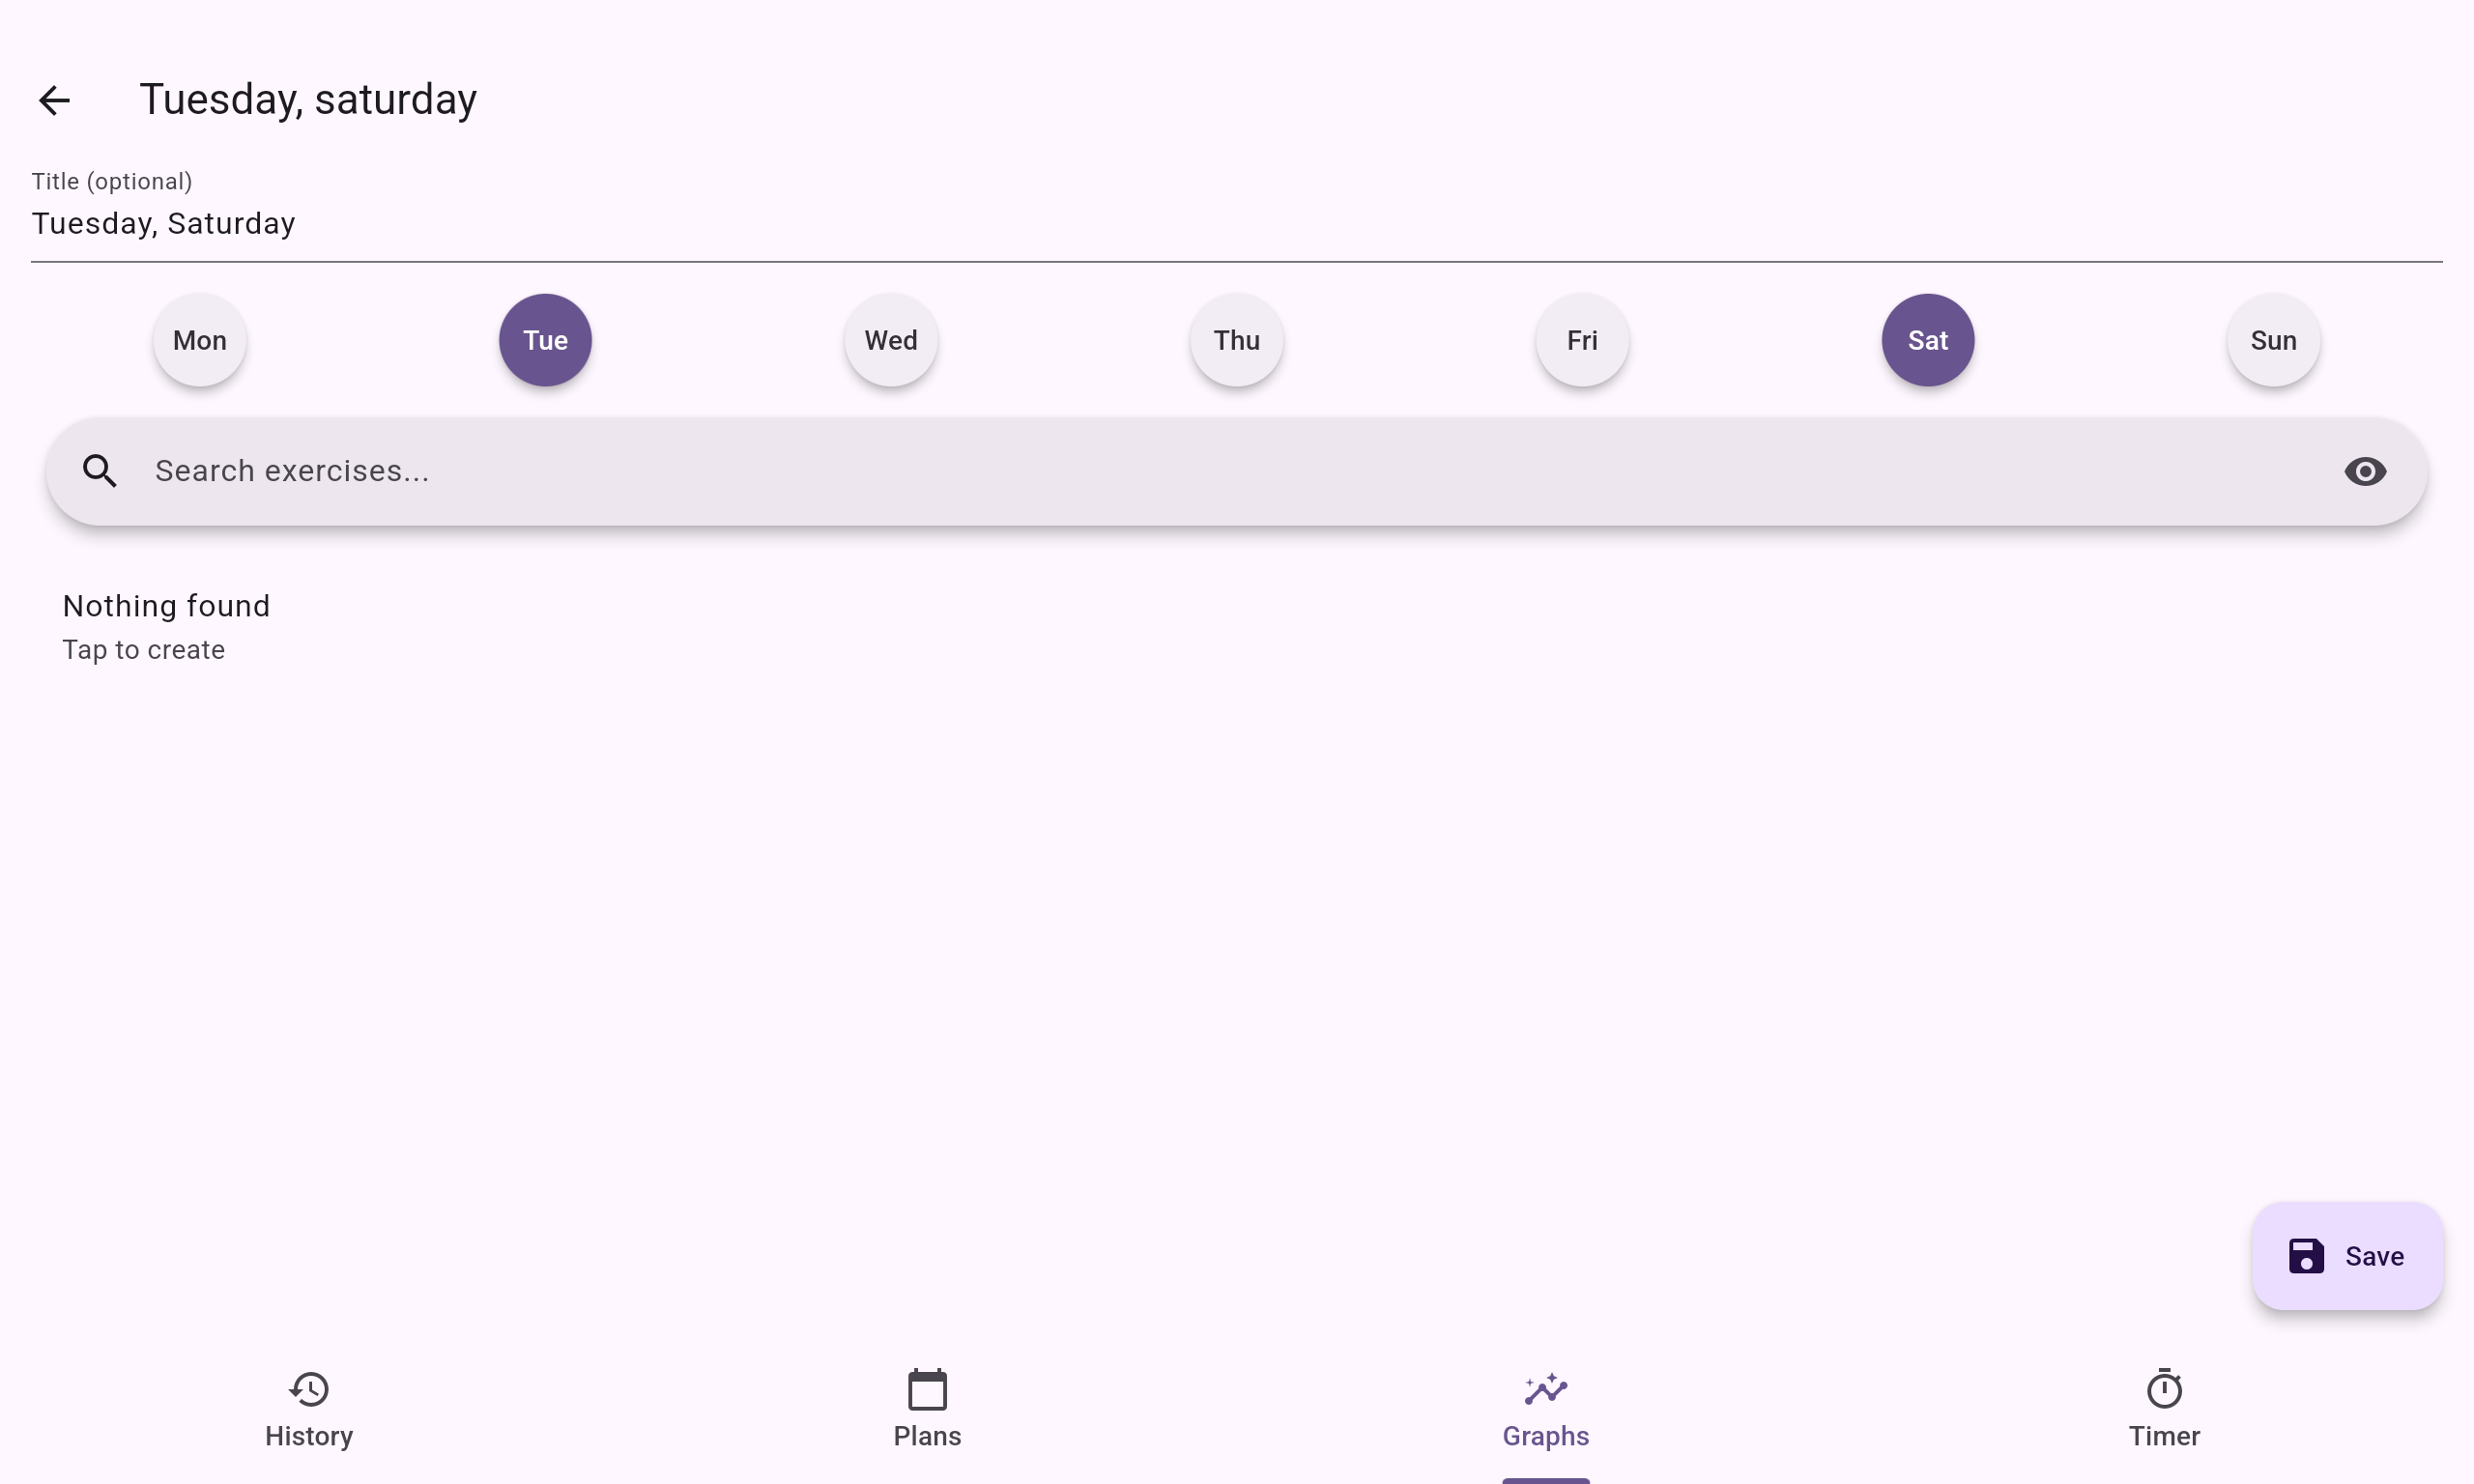 Tuesday, saturday
Title (optional)
Tuesday, Saturday
Mon Tue Wed Thu Fri Sat Sun
Search exercises...
Nothing found
Tap to create
Save
History Plans Graphs Timer